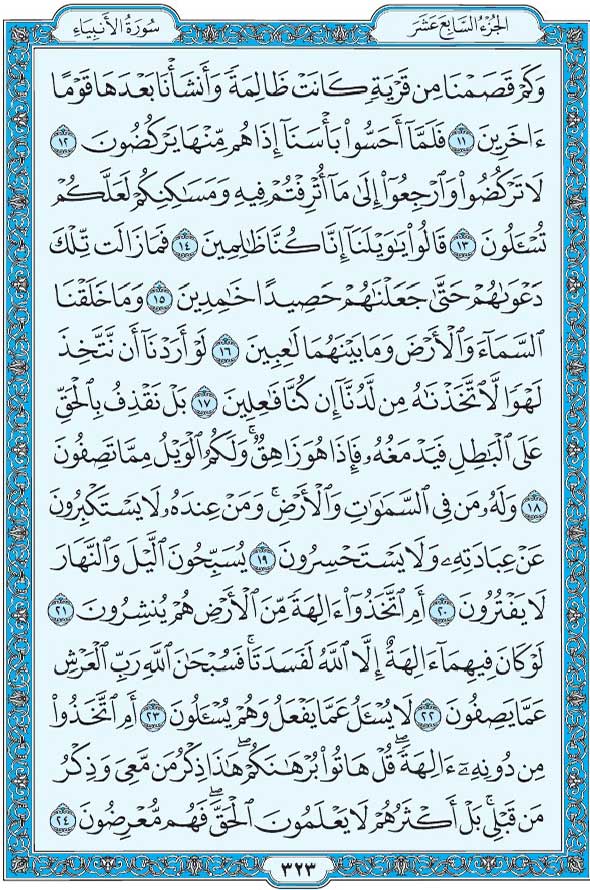 الجزء السابع عشر
سورة الأنبياء
وَكَمْ قَصَمْنَا مِن قَرْيَةٍ كَانَتْ ظَالِمَةً وَأَنشَأْنَا بَعْدَهَا قَوْمًا
ءَاخَرِينَ ١١ فَلَمَّآ أَحَسُّوا۟ بَأْسَنَآ إِذَا هُم مِّنْهَا يَرْكُضُونَ ١٢
لَا تَرْكُضُوا۟ وَٱرْجِعُوٓا۟ إِلَىٰ مَآ أُتْرِفْتُمْ فِيهِ وَمَسَـٰكِنِكُمْ لَعَلَّكُمْ
تُسْـَٔلُونَ ١٣ قَالُوا۟ يَـٰوَيْلَنَآ إِنَّا كُنَّا ظَـٰلِمِينَ ١٤ فَمَا زَالَت تِّلْكَ
دَعْوَىٰهُمْ حَتَّىٰ جَعَلْنَـٰهُمْ حَصِيدًا خَـٰمِدِينَ ١٥ وَمَا خَلَقْنَا
ٱلسَّمَآءَ وَٱلْأَرْضَ وَمَا بَيْنَهُمَا لَـٰعِبِينَ ١٦ لَوْ أَرَدْنَآ أَن نَّتَّخِذَ
لَهْوًا لَّٱتَّخَذْنَـٰهُ مِن لَّدُنَّآ إِن كُنَّا فَـٰعِلِينَ ١٧ بَلْ نَقْذِفُ بِٱلْحَقِّ
عَلَى ٱلْبَـٰطِلِ فَيَدْمَغُهُۥ فَإِذَا هُوَ زَاهِقٌ ۚ وَلَكُمُ ٱلْوَيْلُ مِمَّا تَصِفُونَ
١٨ وَلَهُۥ مَن فِى ٱلسَّمَـٰوَٰتِ وَٱلْأَرْضِ ۚ وَمَنْ عِندَهُۥ لَا يَسْتَكْبِرُونَ
عَنْ عِبَادَتِهِۦ وَلَا يَسْتَحْسِرُونَ ١٩ يُسَبِّحُونَ ٱلَّيْلَ وَٱلنَّهَارَ
لَا يَفْتُرُونَ ٢٠ أَمِ ٱتَّخَذُوٓا۟ ءَالِهَةً مِّنَ ٱلْأَرْضِ هُمْ يُنشِرُونَ ٢١
لَوْ كَانَ فِيهِمَآ ءَالِهَةٌ إِلَّا ٱللَّهُ لَفَسَدَتَا ۚ فَسُبْحَـٰنَ ٱللَّهِ رَبِّ ٱلْعَرْشِ
عَمَّا يَصِفُونَ ٢٢ لَا يُسْـَٔلُ عَمَّا يَفْعَلُ وَهُمْ يُسْـَٔلُونَ ٢٣ أَمِ ٱتَّخَذُوا۟
مِن دُونِهِۦٓ ءَالِهَةً ۖ قُلْ هَاتُوا۟ بُرْهَـٰنَكُمْ ۖ هَـٰذَا ذِكْرُ مَن مَّعِىَ وَذِكْرُ
مَن قَبْلِى ۗ بَلْ أَكْثَرُهُمْ لَا يَعْلَمُونَ ٱلْحَقَّ ۖ فَهُم مُّعْرِضُونَ ٢٤
٣٢٣